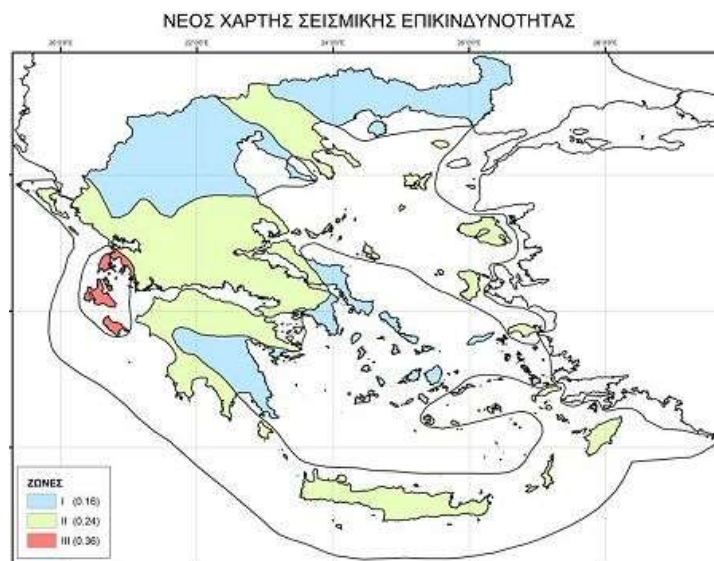 ΝΕΟΣ ΧΑΡΤΗΣ ΣΕΙΣΜΙΚΗΣ ΕΠΙΚΙΝΔΥΝΟΤΗΤΑΣ
ΖΩΝΕΣ
I (0.16)
II (0.24)
III (0.36)